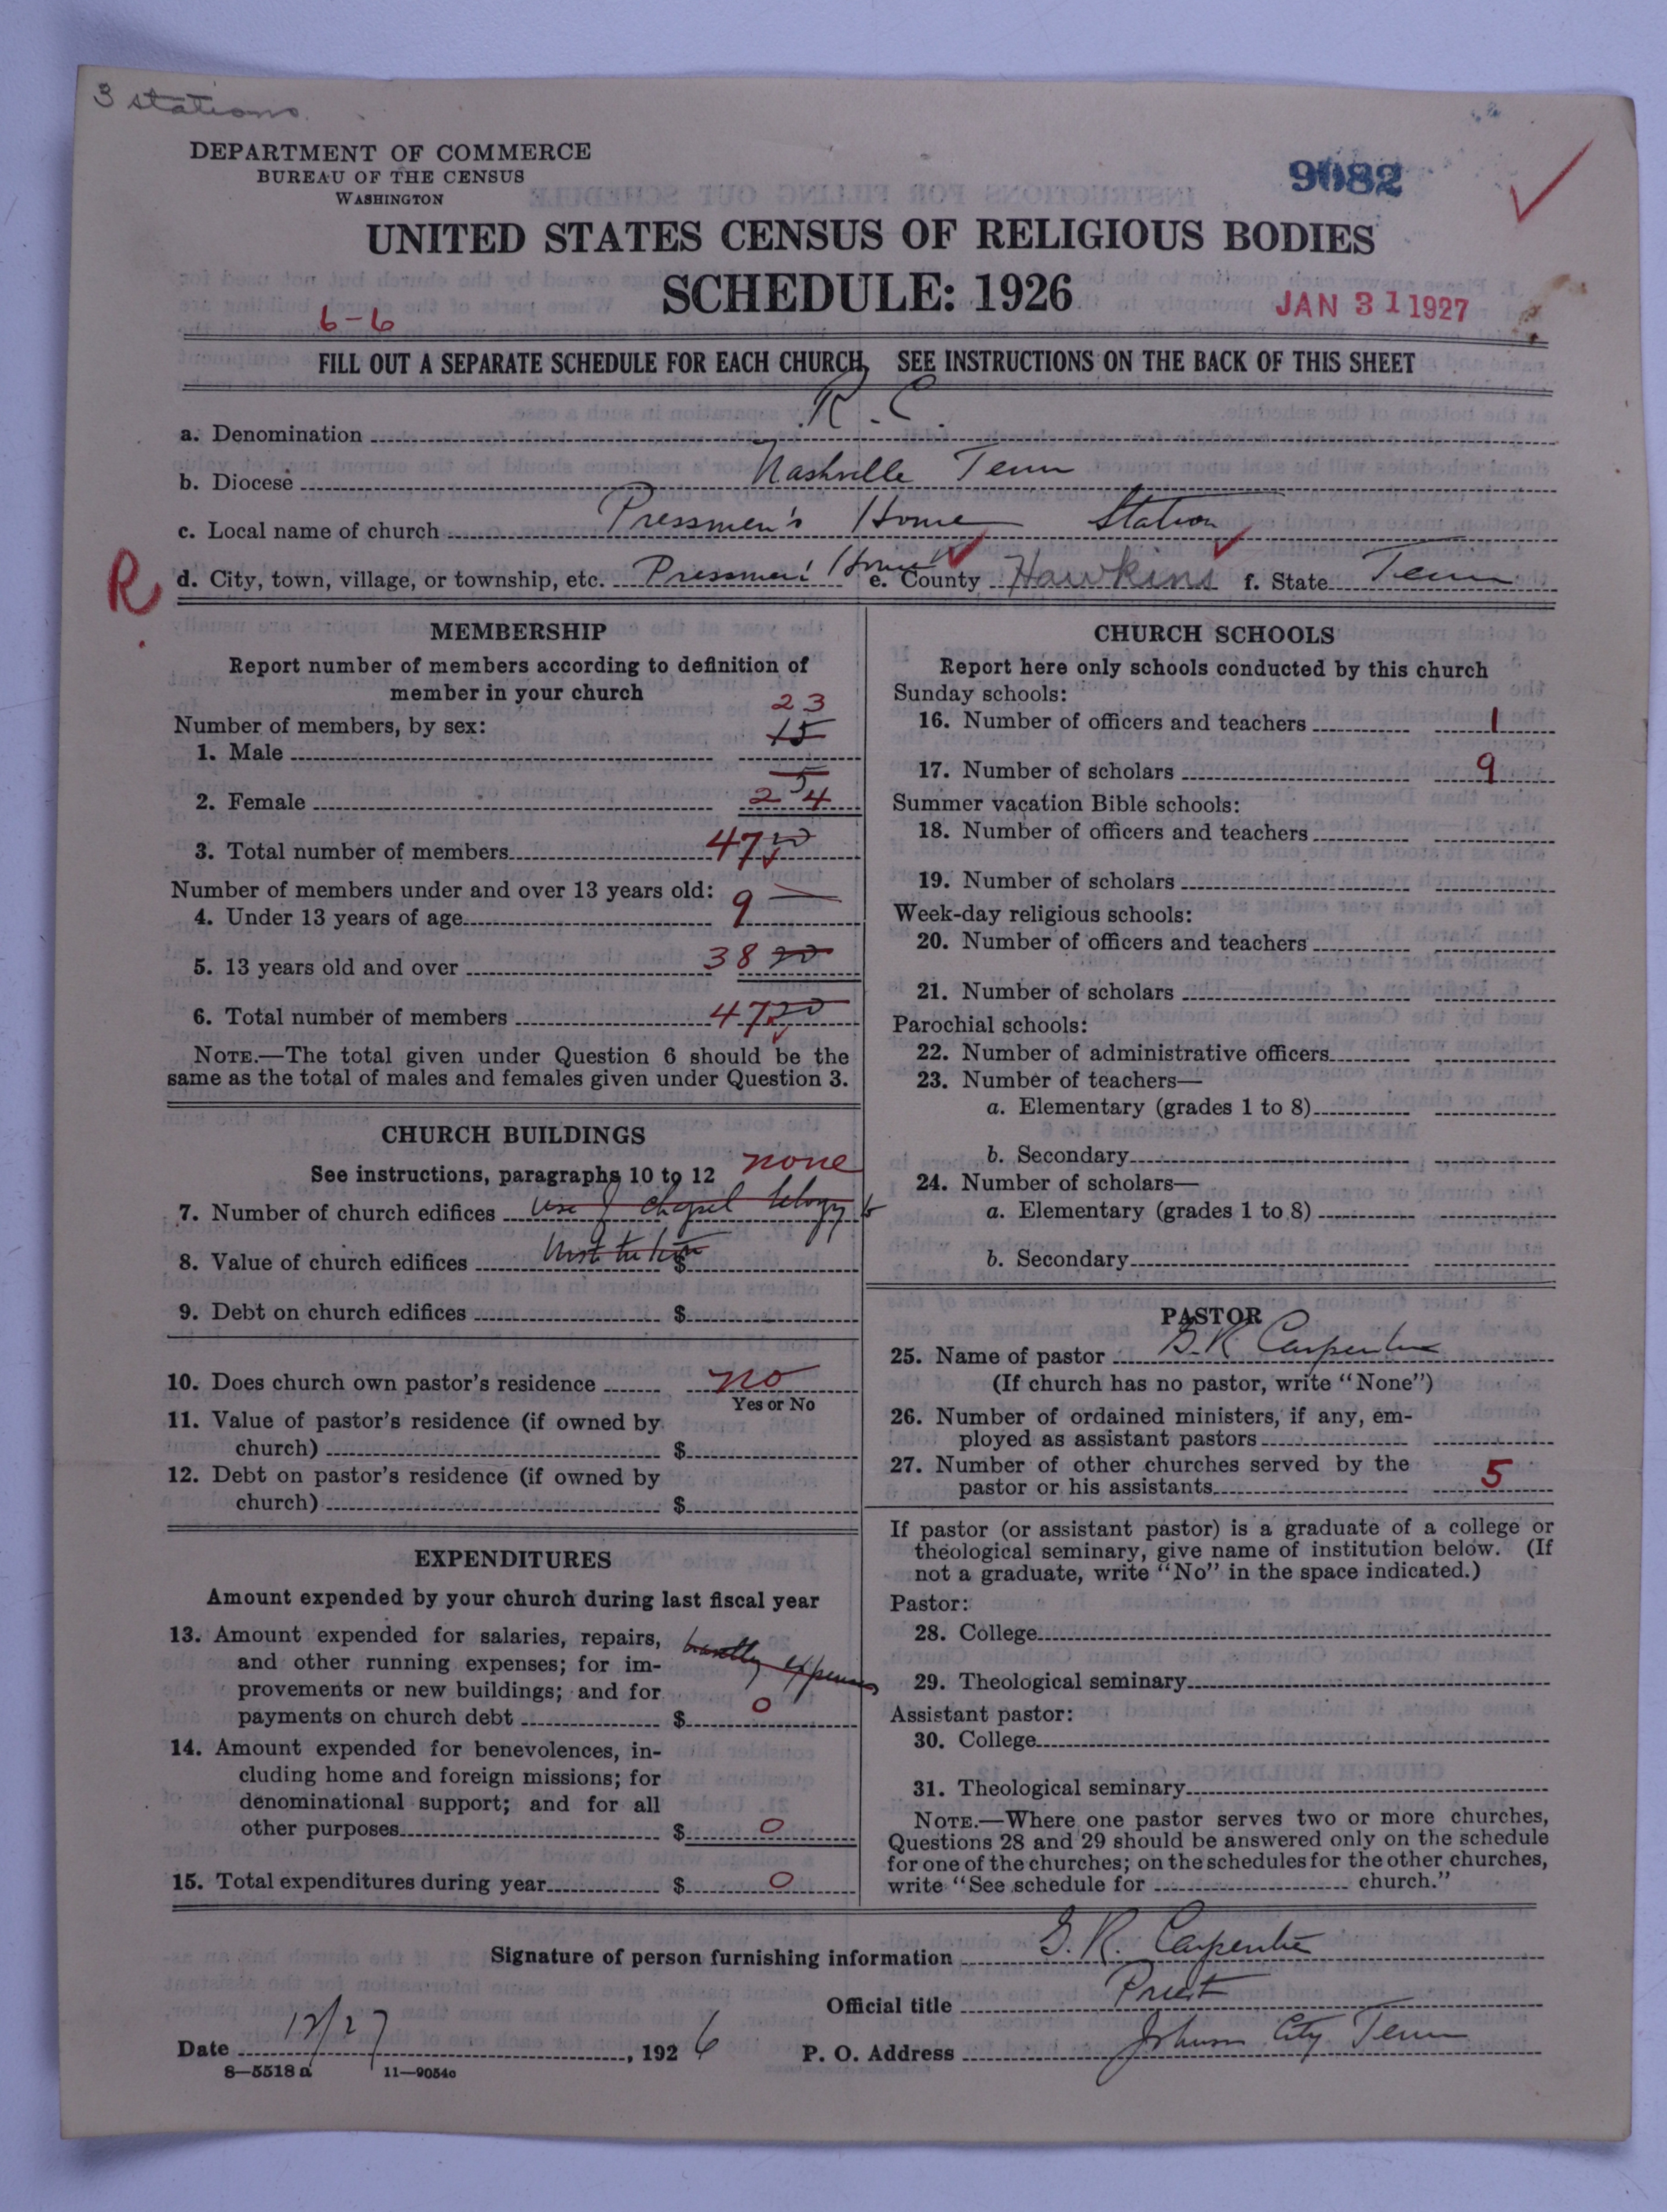 3 stations
DEPARTMENT OF COMMERCE
BUREAU OF THE CENSUS
WASHINGTON
9082
UNITED STATES CENSUS OF RELIGIOUS BODIES
SCHEDULE: 1926
JAN 31 1927
6-6
FILL OUT A SEPARATE SCHEDULE FOR EACH CHURCH, SEE INSTRUCTIONS ON THE BACK OF THIS SHEET
a. Denomination R. C.
b. Diocese Nashville Tenn
c. Local name of church Pressmen's Home Station
R d. City, town, village, or township, etc. Pressmen's Home e. County Hawkins f. State Tenn
MEMBERSHIP
Report number of members according to definition of
member in your church
23
Number of members, by sex: 15
1. Male
5
2. Female 24
3. Total number of members 47 20
Number of members under and over 13 years old:
4. Under 13 years of age 9
5. 13 years old and over 38 20
6. Total number of members 47 20
NOTE.—The total given under Question 6 should be the
same as the total of males and females given under Question 3.
CHURCH BUILDINGS
See instructions, paragraphs 10 to 12 none
7. Number of church edifices use of chapel belongs to
8. Value of church edifices Institution $
9. Debt on church edifices $
10. Does church own pastor's residence no
Yes or No
11. Value of pastor's residence (if owned by
church) $
12. Debt on pastor's residence (if owned by
church) $
EXPENDITURES
Amount expended by your church during last fiscal year
13. Amount expended for salaries, repairs,
and other running expenses; for im-
provements or new buildings; and for
payments on church debt $ 0
expenses
14. Amount expended for benevolences, in-
cluding home and foreign missions; for
denominational support; and for all
other purposes $ 0
15. Total expenditures during year $ 0
CHURCH SCHOOLS
Report here only schools conducted by this church
Sunday schools:
16. Number of officers and teachers 1
17. Number of scholars 9
Summer vacation Bible schools:
18. Number of officers and teachers
19. Number of scholars
Week-day religious schools:
20. Number of officers and teachers
21. Number of scholars
Parochial schools:
22. Number of administrative officers
23. Number of teachers—
a. Elementary (grades 1 to 8)
b. Secondary
24. Number of scholars—
a. Elementary (grades 1 to 8)
b. Secondary
PASTOR
25. Name of pastor G. R. Carpenter
(If church has no pastor, write "None")
26. Number of ordained ministers, if any, em-
ployed as assistant pastors
27. Number of other churches served by the
pastor or his assistants 5
If pastor (or assistant pastor) is a graduate of a college or
theological seminary, give name of institution below. (If
not a graduate, write "No" in the space indicated.)
Pastor:
28. College
29. Theological seminary
Assistant pastor:
30. College
31. Theological seminary
NOTE.—Where one pastor serves two or more churches,
Questions 28 and 29 should be answered only on the schedule
for one of the churches; on the schedules for the other churches,
write "See schedule for church."
Signature of person furnishing information G. R. Carpenter
Official title Priest
Date 12/27, 1926 P. O. Address Johnson City Tenn
8—5518 a 11—9054c